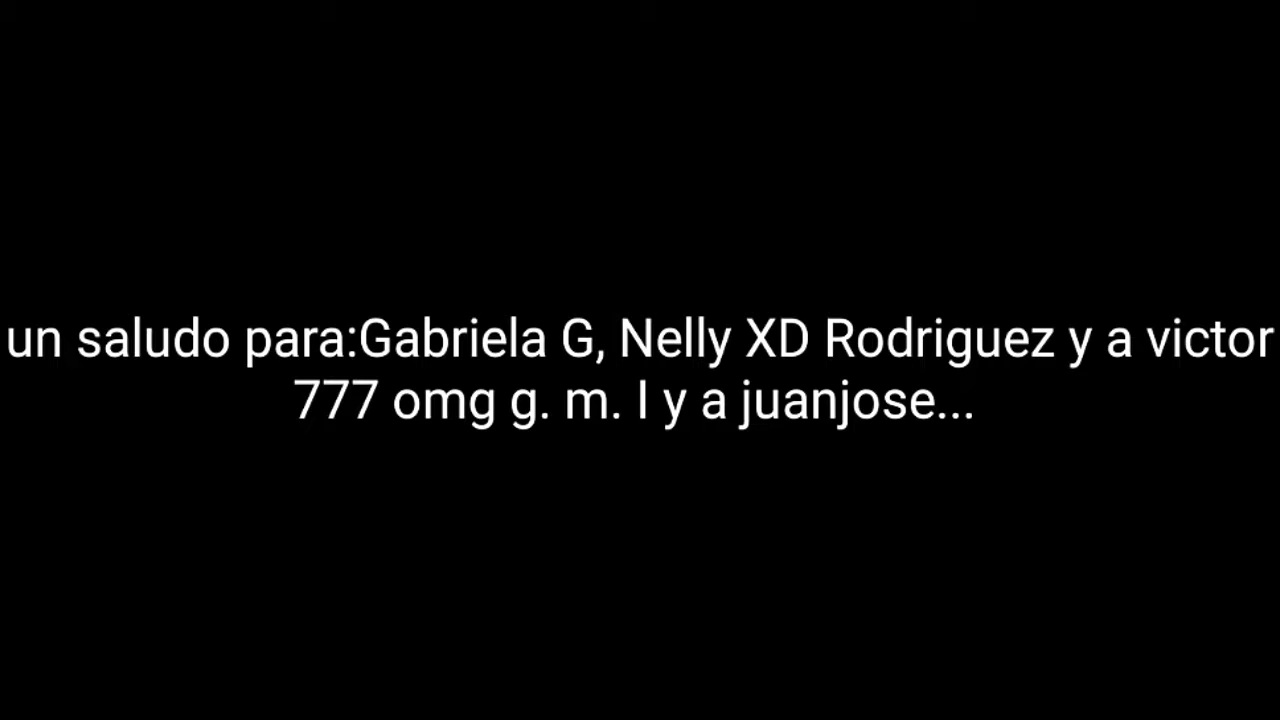 un saludo para:Gabriela G, Nelly XD Rodriguez y a victor
777 omg g. m. l y a juanjose...